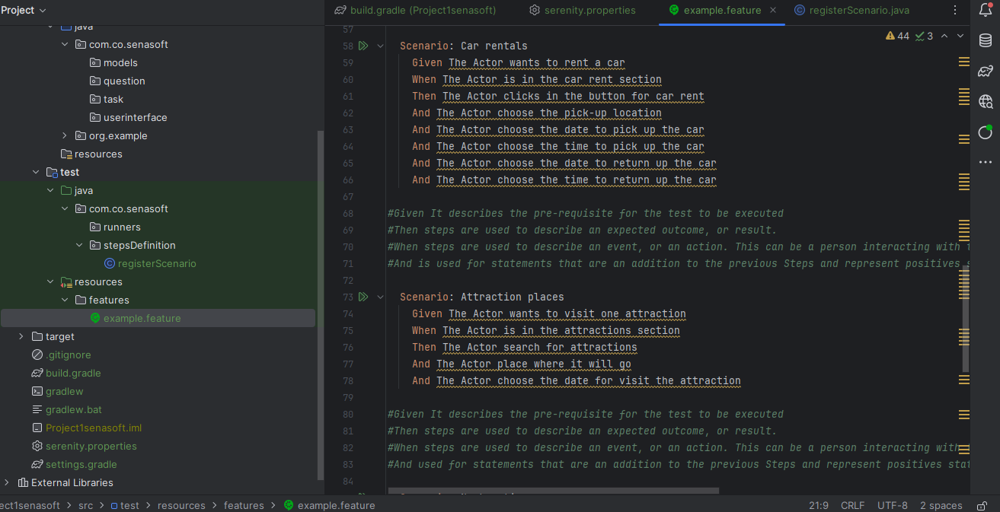 Project
build.gradle (Project1senasoft)
serenity.properties
example.feature
registerScenario.java
java
com.co.senasoft
models
question
task
userinterface
org.example
resources
test
java
com.co.senasoft
runners
stepsDefinition
registerScenario
resources
features
example.feature
target
.gitignore
build.gradle
gradlew
gradlew.bat
Project1senasoft.iml
serenity.properties
settings.gradle
External Libraries
44
3
57
58 Scenario: Car rentals
59 Given The Actor wants to rent a car
60 When The Actor is in the car rent section
61 Then The Actor clicks in the button for car rent
62 And The Actor choose the pick-up location
63 And The Actor choose the date to pick up the car
64 And The Actor choose the time to pick up the car
65 And The Actor choose the date to return up the car
66 And The Actor choose the time to return up the car
67
68 #Given It describes the pre-requisite for the test to be executed
69 #Then steps are used to describe an expected outcome, or result.
70 #When steps are used to describe an event, or an action. This can be a person interacting with
71 #And is used for statements that are an addition to the previous Steps and represent positives
72
73 Scenario: Attraction places
74 Given The Actor wants to visit one attraction
75 When The Actor is in the attractions section
76 Then The Actor search for attractions
77 And The Actor place where it will go
78 And The Actor choose the date for visit the attraction
79
80 #Given It describes the pre-requisite for the test to be executed
81 #Then steps are used to describe an expected outcome, or result.
82 #When steps are used to describe an event, or an action. This can be a person interacting with
83 #And used for statements that are an addition to the previous Steps and represent positives stat
84
ect1senasoft > src > test > resources > features > example.feature
21:9 CRLF UTF-8 2 spaces